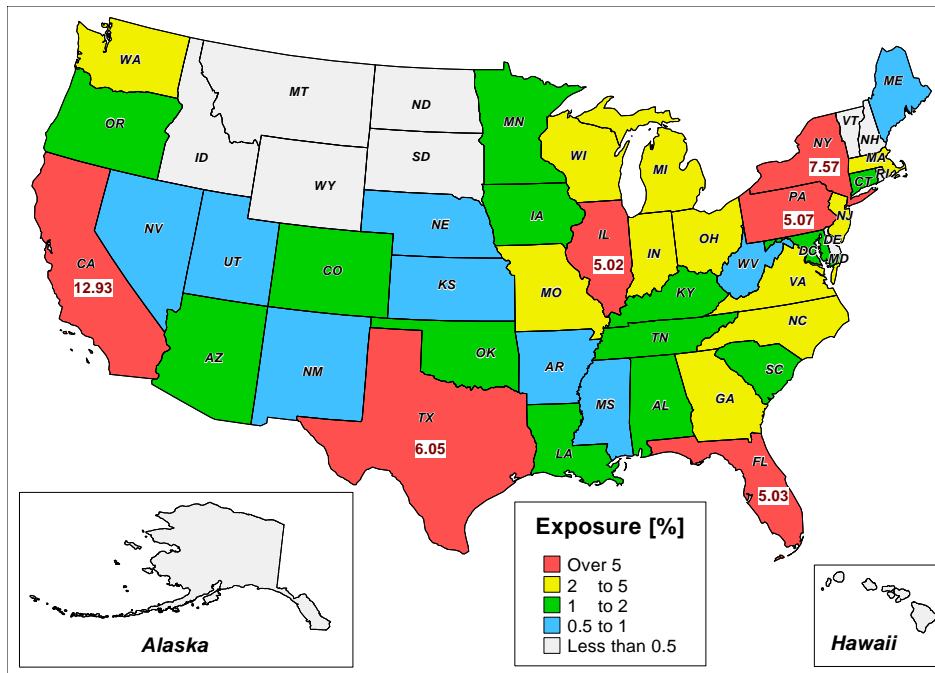 WA
ME
MT
ND
MN
VT
OR
NH
NY
WI
MA
SD
ID
MI
7.57
RI
CT
WY
PA
IA
5.07
NJ
NE
OH
NV
IL
IN
DE
DC
UT
5.02
MD
CA
CO
WV
12.93
KS
VA
MO
KY
NC
TN
OK
AZ
AR
SC
NM
MS
AL
GA
TX
6.05
LA
FL
5.03
Exposure [%]
Over 5
2 to 5
1 to 2
0.5 to 1
Less than 0.5
Alaska
Hawaii